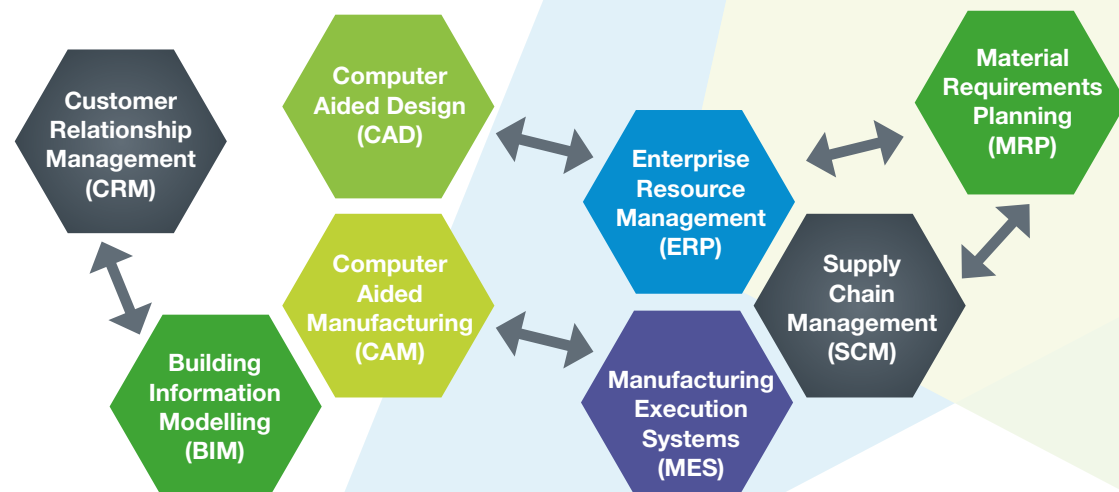 Customer
Relationship
Management
(CRM)
Computer
Aided Design
(CAD)
Material
Requirements
Planning
(MRP)
Enterprise
Resource
Management
(ERP)
Computer
Aided
Manufacturing
(CAM)
Supply
Chain
Management
(SCM)
Building
Information
Modelling
(BIM)
Manufacturing
Execution
Systems
(MES)